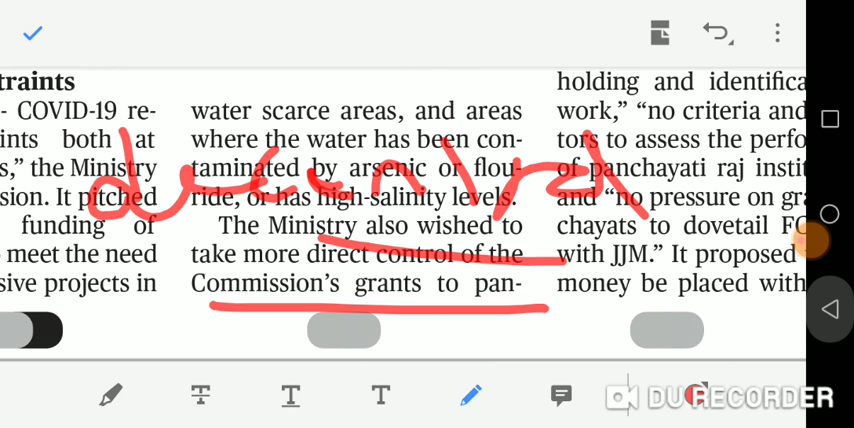 traints
- COVID-19 re-
ints both at
s,” the Ministry
sion. It pitched
funding of
meet the need
sive projects in
water scarce areas, and areas
where the water has been con-
taminated by arsenic or flou-
ride, or has high-salinity levels.
The Ministry also wished to
take more direct control of the
Commission’s grants to pan-
holding and identifica
work,” “no criteria and
tors to assess the perfo
of panchayati raj instit
and “no pressure on gra
chayats to dovetail FC
with JJM.” It proposed
money be placed with
decentral
T T T
DU RECORDER